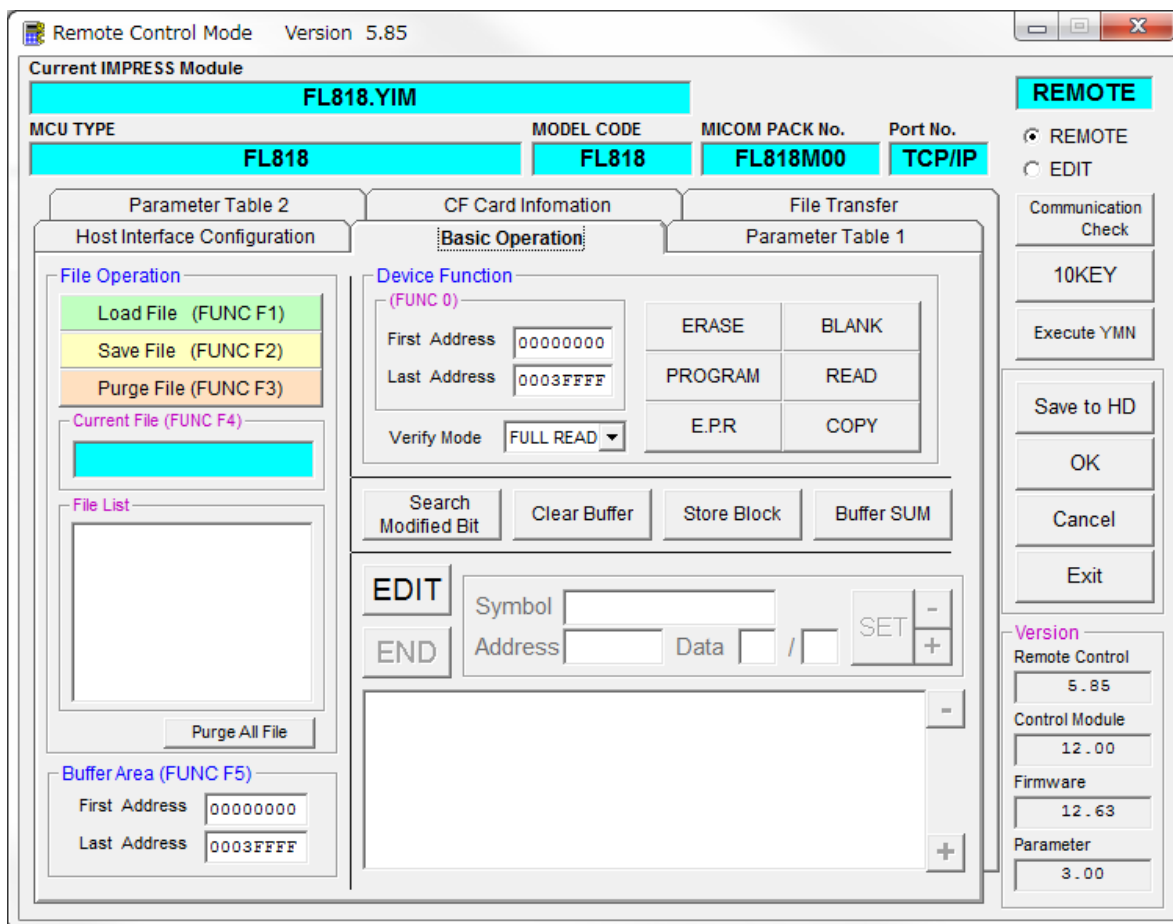 Remote Control Mode Version 5.85
Current IMPRESS Module
FL818.YIM
REMOTE
MCU TYPE
MODEL CODE
MICOM PACK No.
Port No.
FL818
FL818
FL818M00
TCP/IP
REMOTE
EDIT
Parameter Table 2
CF Card Infomation
File Transfer
Host Interface Configuration
Basic Operation
Parameter Table 1
File Operation
Load File (FUNC F1)
Save File (FUNC F2)
Purge File (FUNC F3)
Current File (FUNC F4)
File List
Purge All File
Buffer Area (FUNC F5)
First Address
00000000
Last Address
0003FFFF
Device Function
(FUNC 0)
First Address
00000000
Last Address
0003FFFF
Verify Mode
FULL READ
ERASE
BLANK
PROGRAM
READ
E.P.R
COPY
Search
Modified Bit
Clear Buffer
Store Block
Buffer SUM
EDIT
END
Symbol
Address
Data
/
SET
-
+
-
+
Communication
Check
10KEY
Execute YMN
Save to HD
OK
Cancel
Exit
Version
Remote Control
5.85
Control Module
12.00
Firmware
12.63
Parameter
3.00